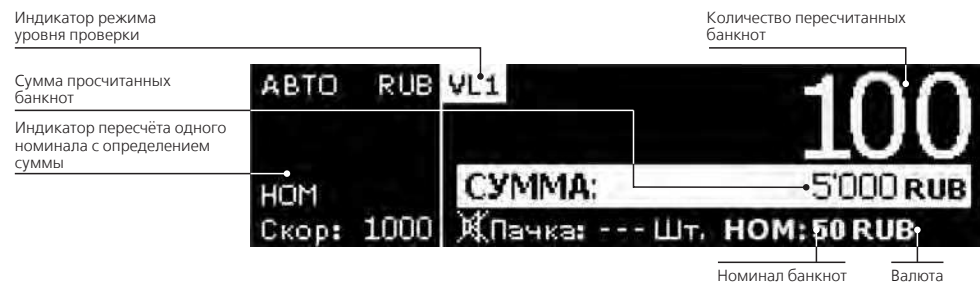 Индикатор режима
уровня проверки
Количество пересчитанных
банкнот
Сумма просчитанных
банкнот
Индикатор пересчёта одного
номинала с определением
суммы
АВТО RUB VL1
100
СУММА: 5'000 RUB
НОМ
Скор: 1000 Пачка: --- Шт. НОМ: 50 RUB
Номинал банкнот Валюта